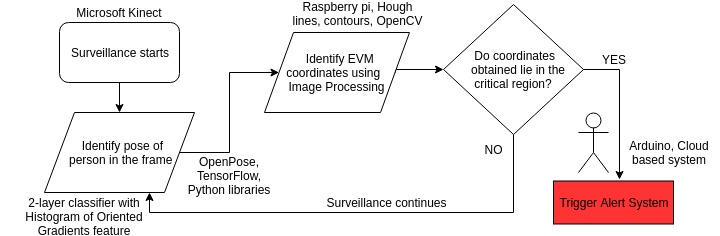 Microsoft Kinect
Surveillance starts
Identify pose of
person in the frame
2-layer classifier with
Histogram of Oriented
Gradients feature
OpenPose,
TensorFlow,
Python libraries
Raspberry pi, Hough
lines, contours, OpenCV
Identify EVM
coordinates using
Image Processing
Do coordinates
obtained lie in the
critical region?
YES
NO
Surveillance continues
Arduino, Cloud
based system
Trigger Alert System